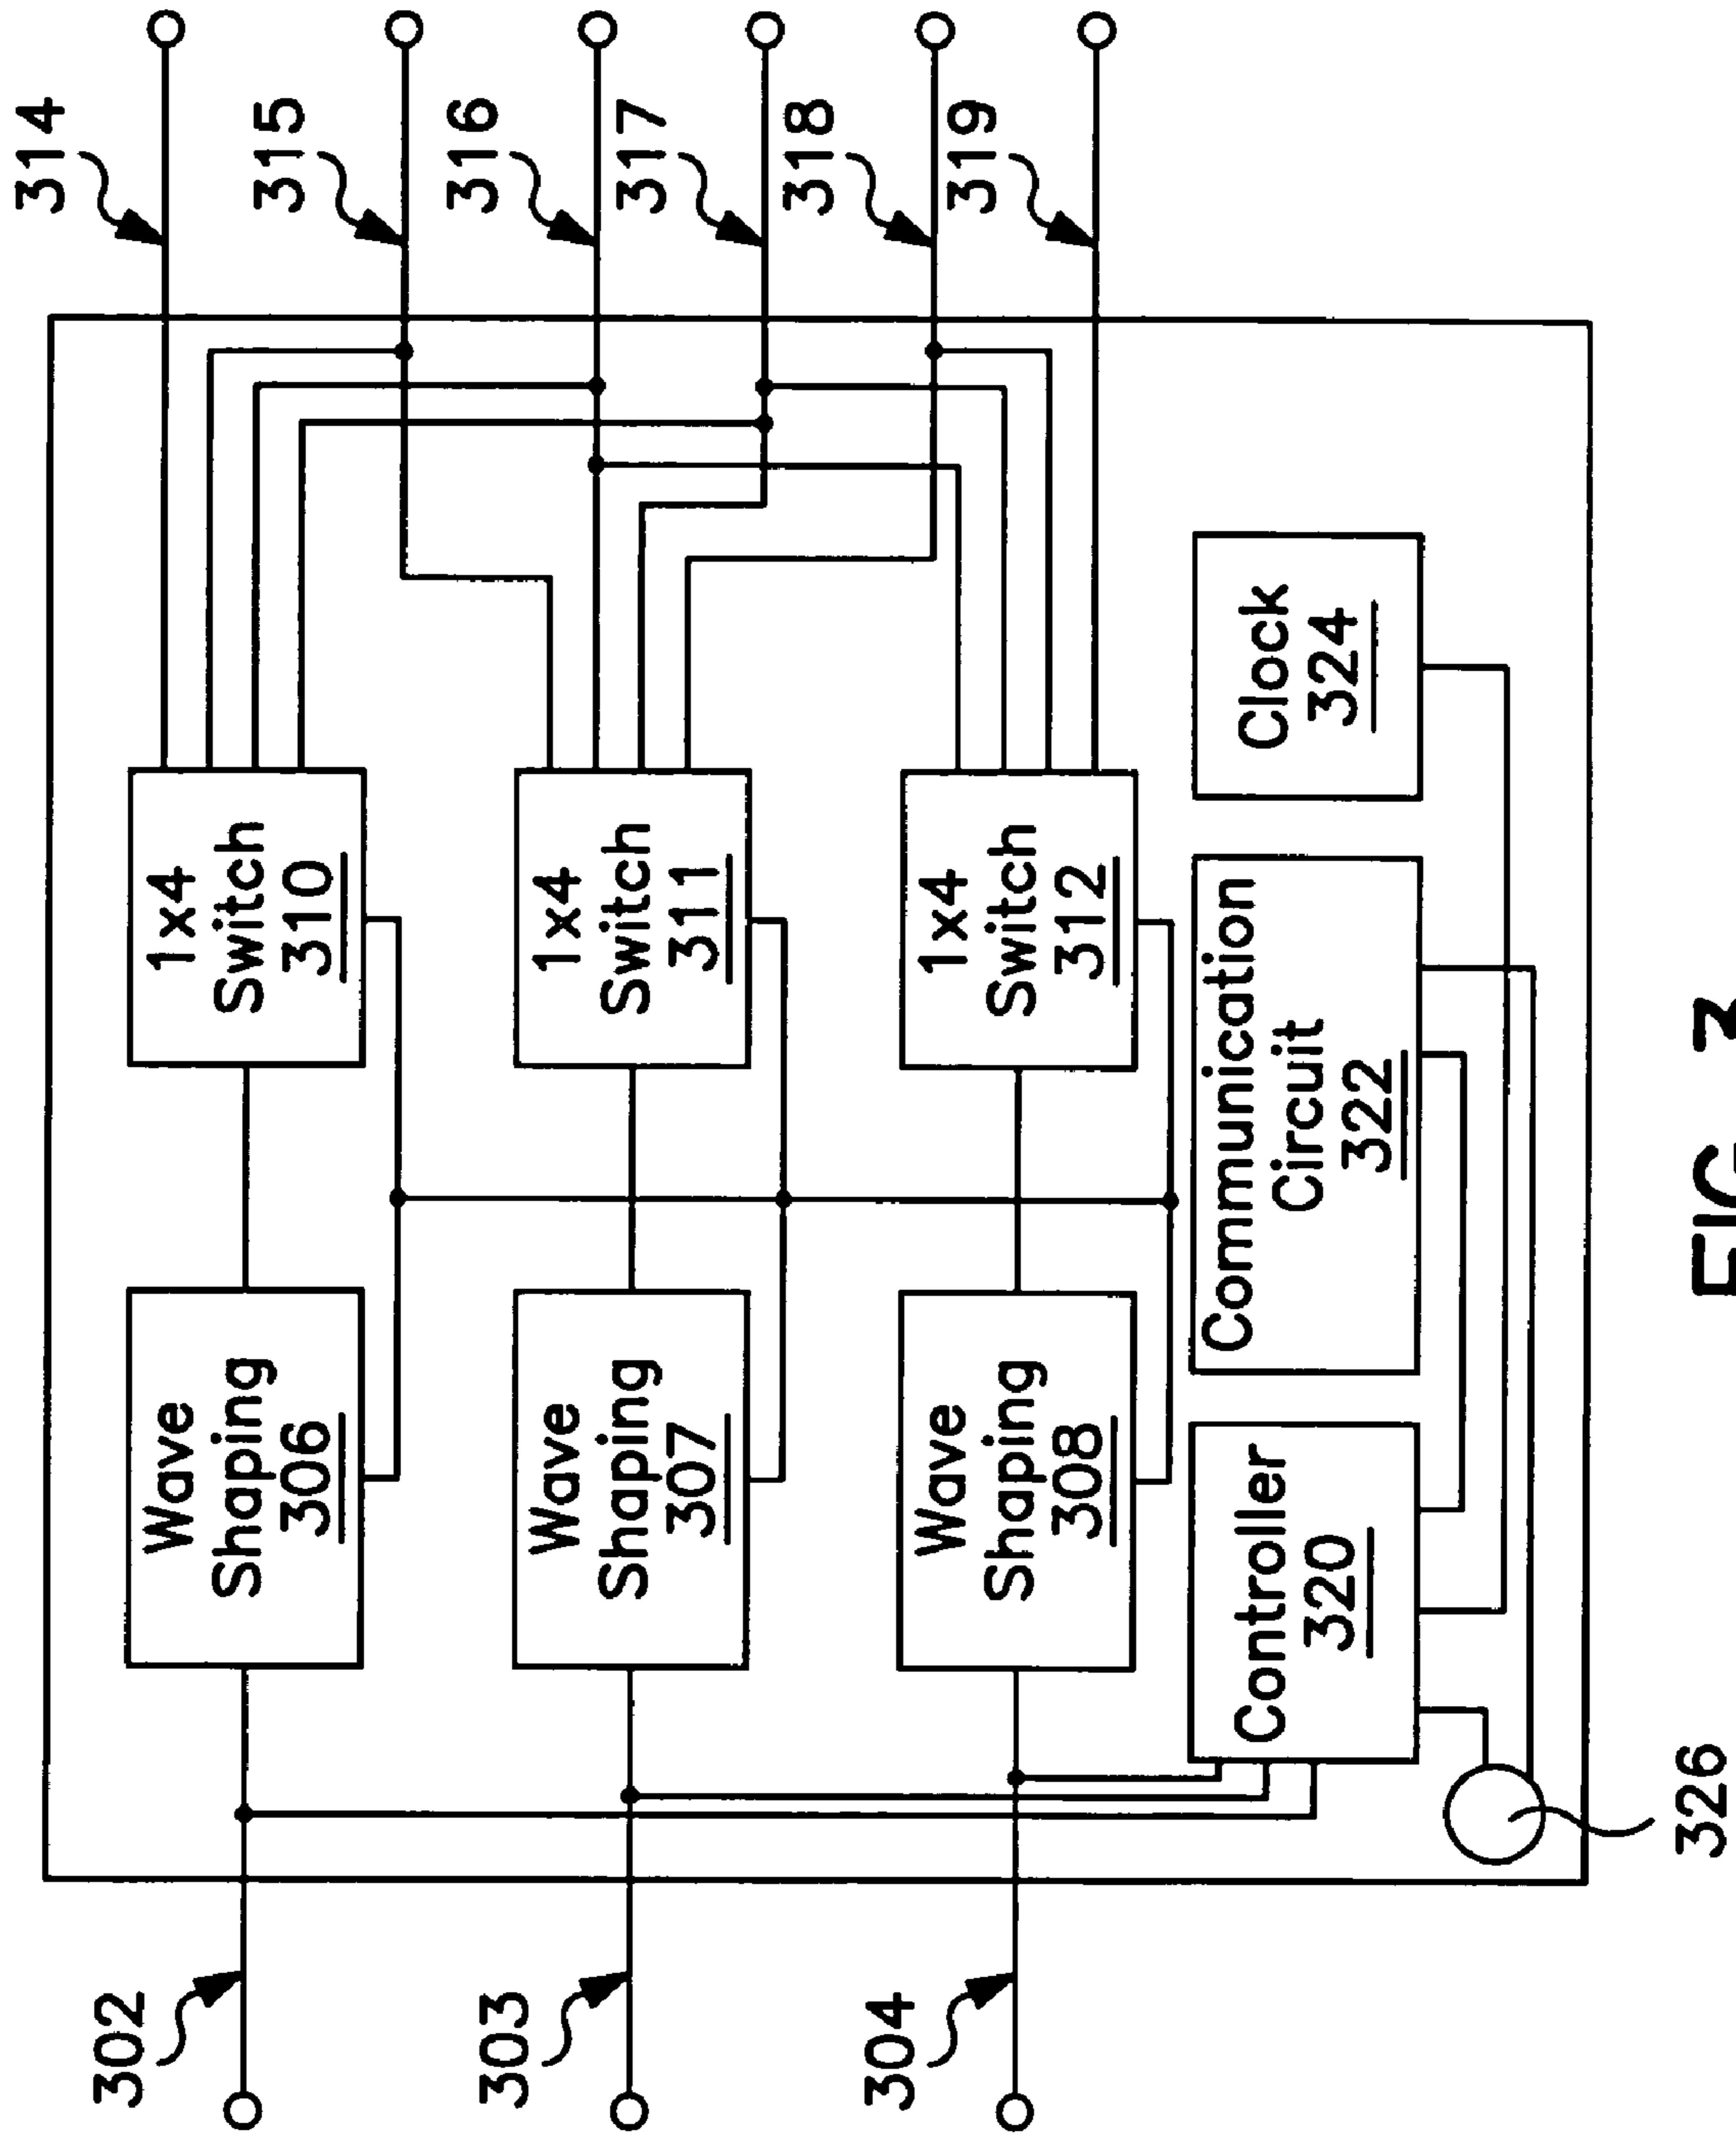 302
303
304
Wave
Shaping
306
Wave
Shaping
307
Wave
Shaping
308
1x4
Switch
310
1x4
Switch
311
1x4
Switch
312
314
315
316
317
318
319
Controller
320
Communication
Circuit
322
Clock
324
326
FIG. 3